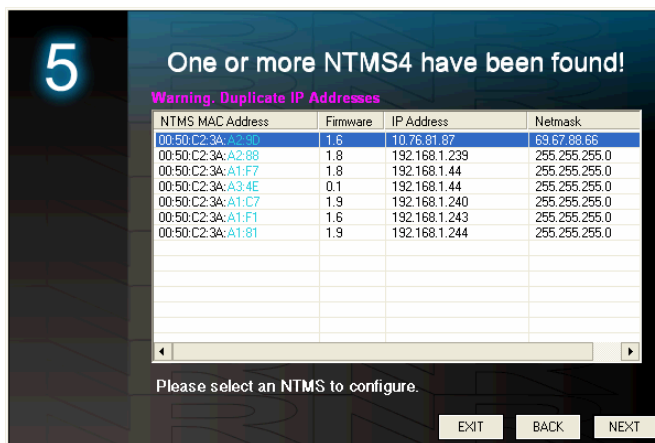 5
One or more NTMS4 have been found!
Warning. Duplicate IP Addresses
NTMS MAC Address Firmware IP Address Netmask
00:50:C2:3A:A2:9D 1.6 10.76.81.87 69.67.88.66
00:50:C2:3A:A2:88 1.8 192.168.1.239 255.255.255.0
00:50:C2:3A:A1:F7 1.8 192.168.1.44 255.255.255.0
00:50:C2:3A:A3:4E 0.1 192.168.1.44 255.255.255.0
00:50:C2:3A:A1:C7 1.9 192.168.1.240 255.255.255.0
00:50:C2:3A:A1:F1 1.6 192.168.1.243 255.255.255.0
00:50:C2:3A:A1:81 1.9 192.168.1.244 255.255.255.0
Please select an NTMS to configure.
EXIT BACK NEXT